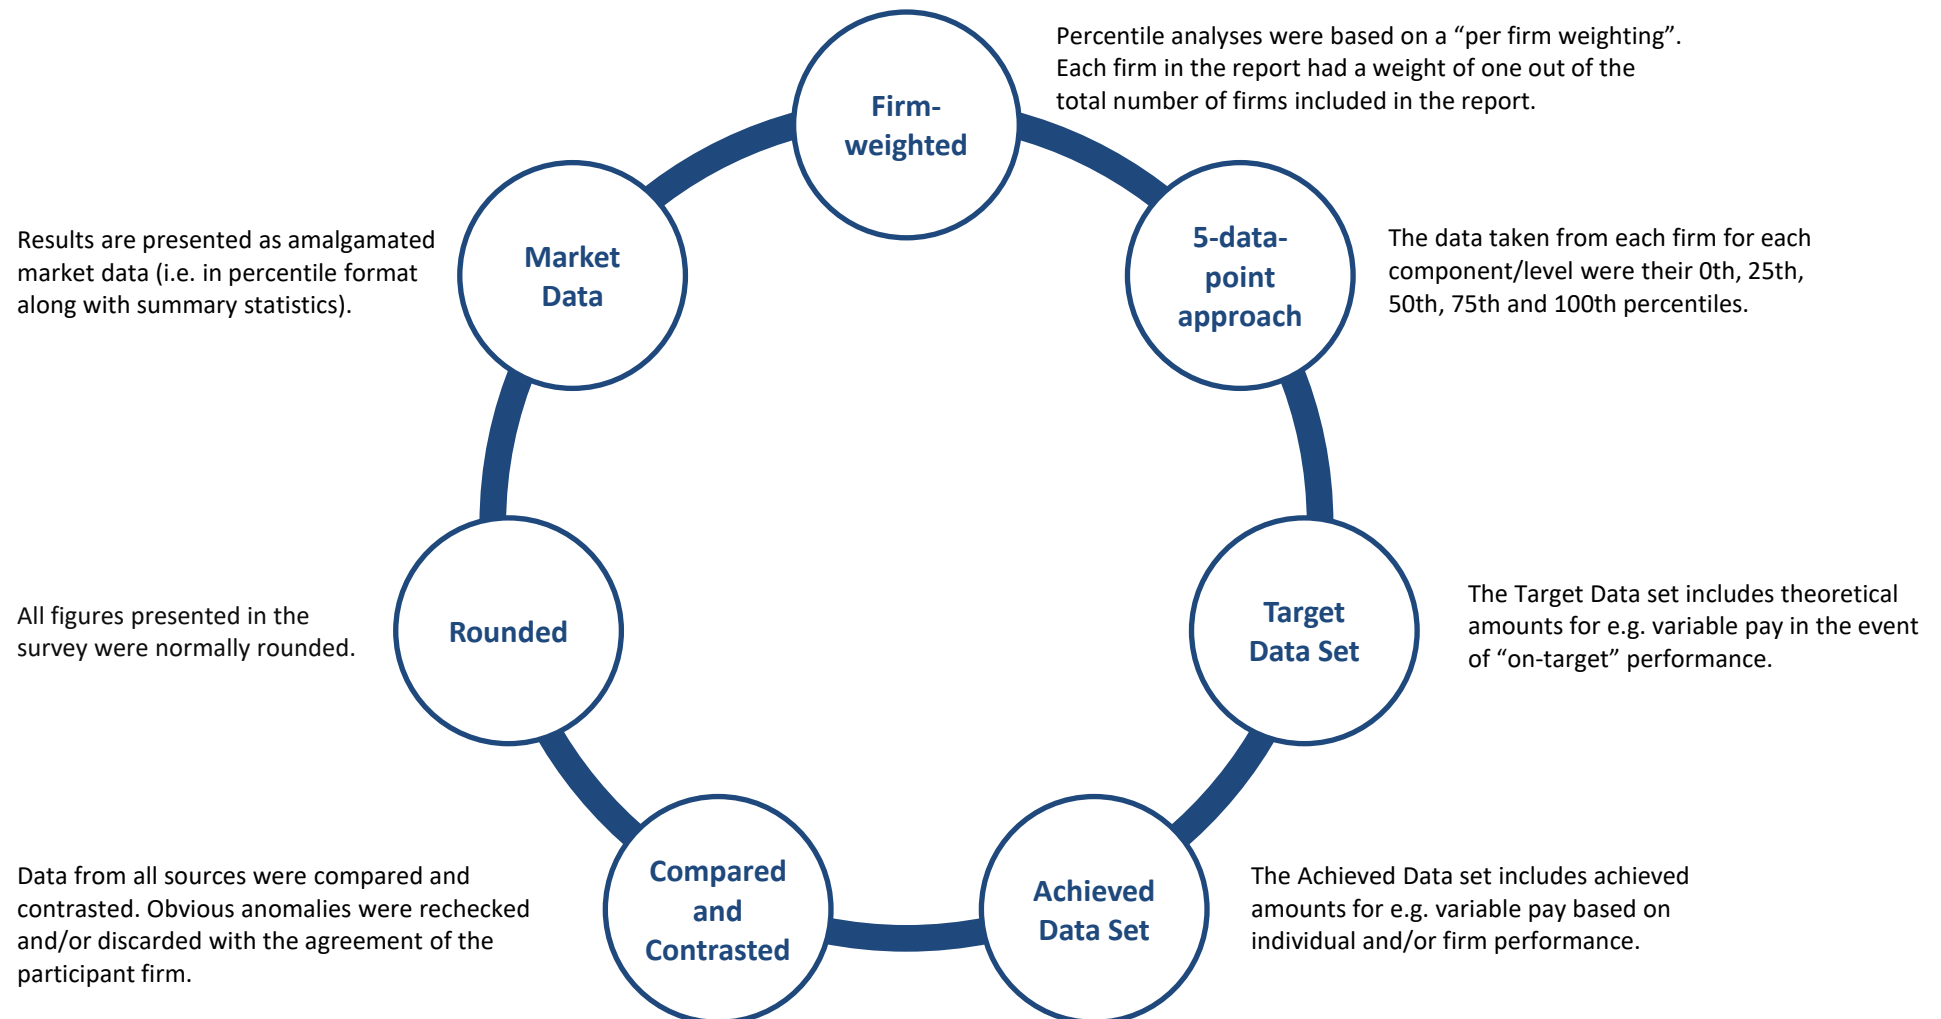 Firm-
weighted
Percentile analyses were based on a “per firm weighting”.
Each firm in the report had a weight of one out of the
total number of firms included in the report.
5-data-
point
approach
The data taken from each firm for each
component/level were their 0th, 25th,
50th, 75th and 100th percentiles.
Target
Data Set
The Target Data set includes theoretical
amounts for e.g. variable pay in the event
of “on-target” performance.
Achieved
Data Set
The Achieved Data set includes achieved
amounts for e.g. variable pay based on
individual and/or firm performance.
Compared
and
Contrasted
Data from all sources were compared and
contrasted. Obvious anomalies were rechecked
and/or discarded with the agreement of the
participant firm.
Rounded
All figures presented in the
survey were normally rounded.
Market
Data
Results are presented as amalgamated
market data (i.e. in percentile format
along with summary statistics).